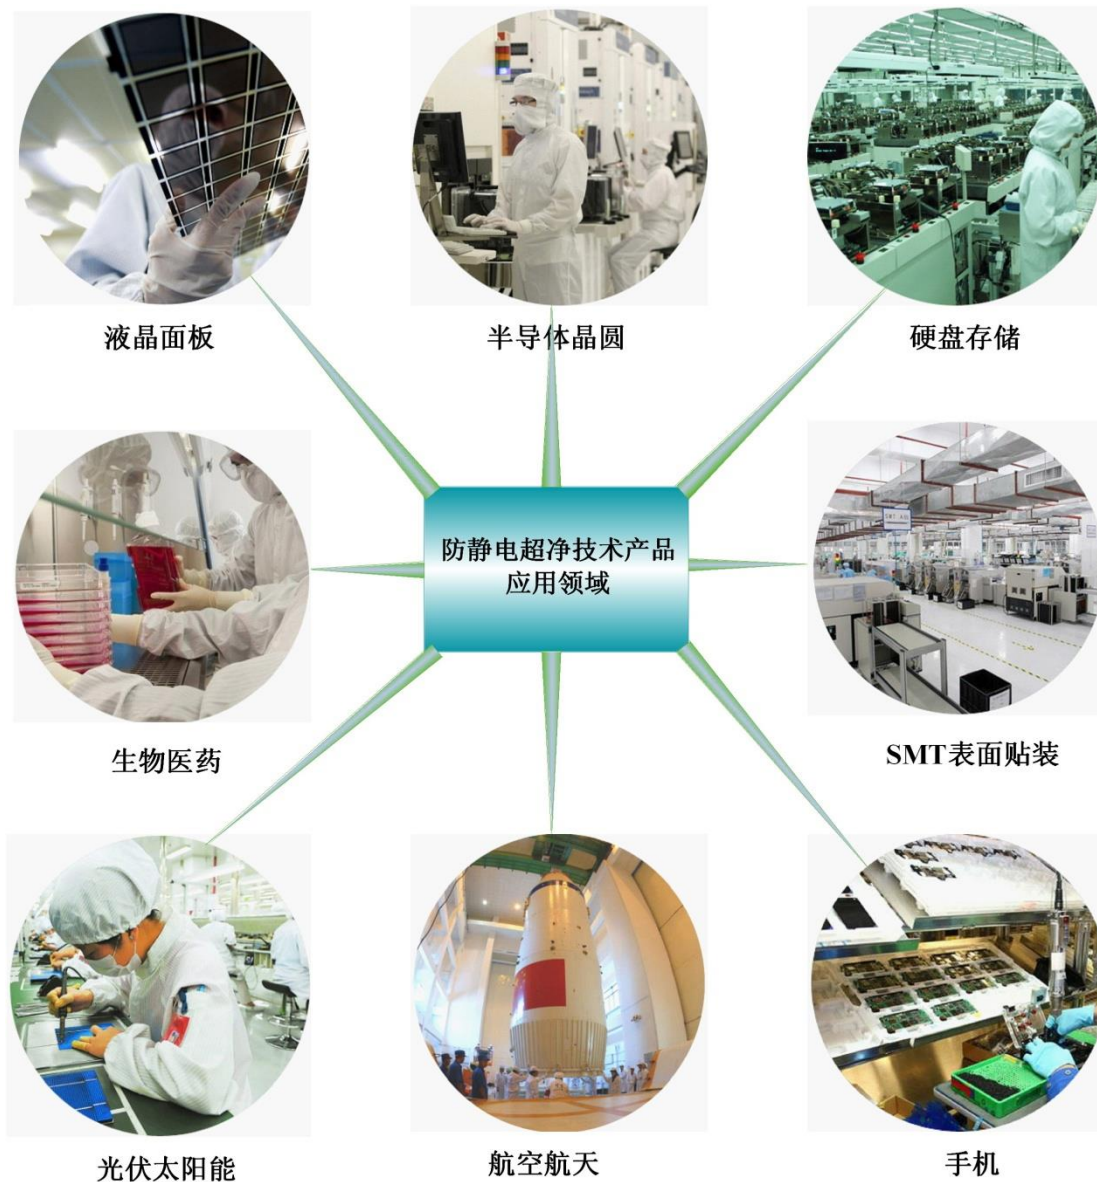 液晶面板
半导体晶圆
硬盘存储
防静电超净技术产品
应用领域
SMT
生物医药
SMT表面贴装
光伏太阳能
航空航天
手机